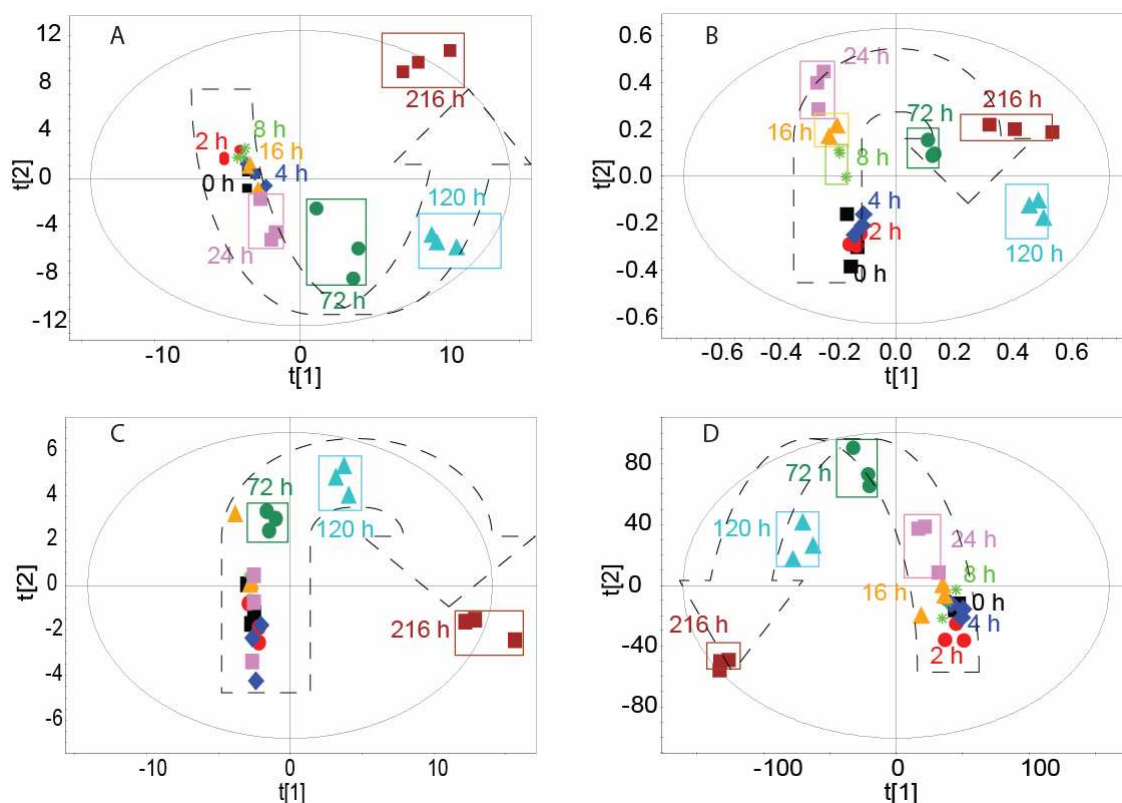 A
12
8
4
0
-4
-8
-12
t[2]
216 h
8 h
2 h
16 h
4 h
0 h
24 h
72 h
120 h
-10
0
10
t[1]
B
0.6
0.4
0.2
0.0
-0.2
-0.4
-0.6
t[2]
24 h
216 h
72 h
16 h
8 h
4 h
2 h
0 h
120 h
-0.6
-0.4
-0.2
0.0
0.2
0.4
0.6
t[1]
C
6
4
2
0
-2
-4
-6
t[2]
72 h
120 h
216 h
-10
0
10
t[1]
D
80
40
0
-40
-80
t[2]
72 h
120 h
24 h
8 h
16 h
0 h
4 h
2 h
216 h
-100
0
100
t[1]